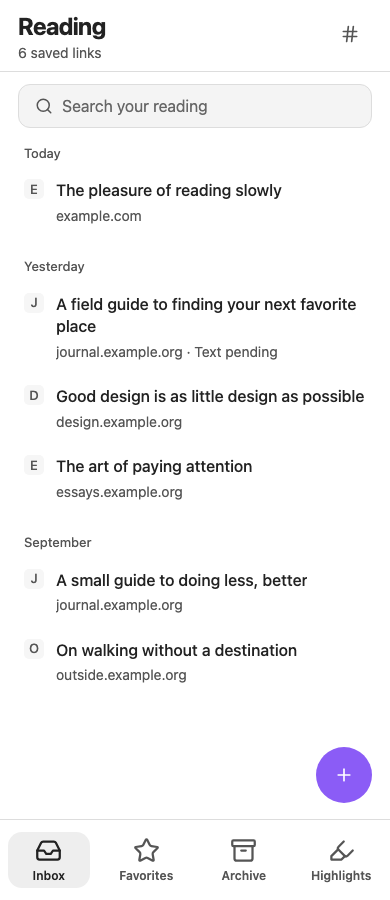 Reading
6 saved links
#
Search your reading
Today
E The pleasure of reading slowly
example.com
Yesterday
J A field guide to finding your next favorite
place
journal.example.org · Text pending
D Good design is as little design as possible
design.example.org
E The art of paying attention
essays.example.org
September
J A small guide to doing less, better
journal.example.org
O On walking without a destination
outside.example.org
+
Inbox Favorites Archive Highlights